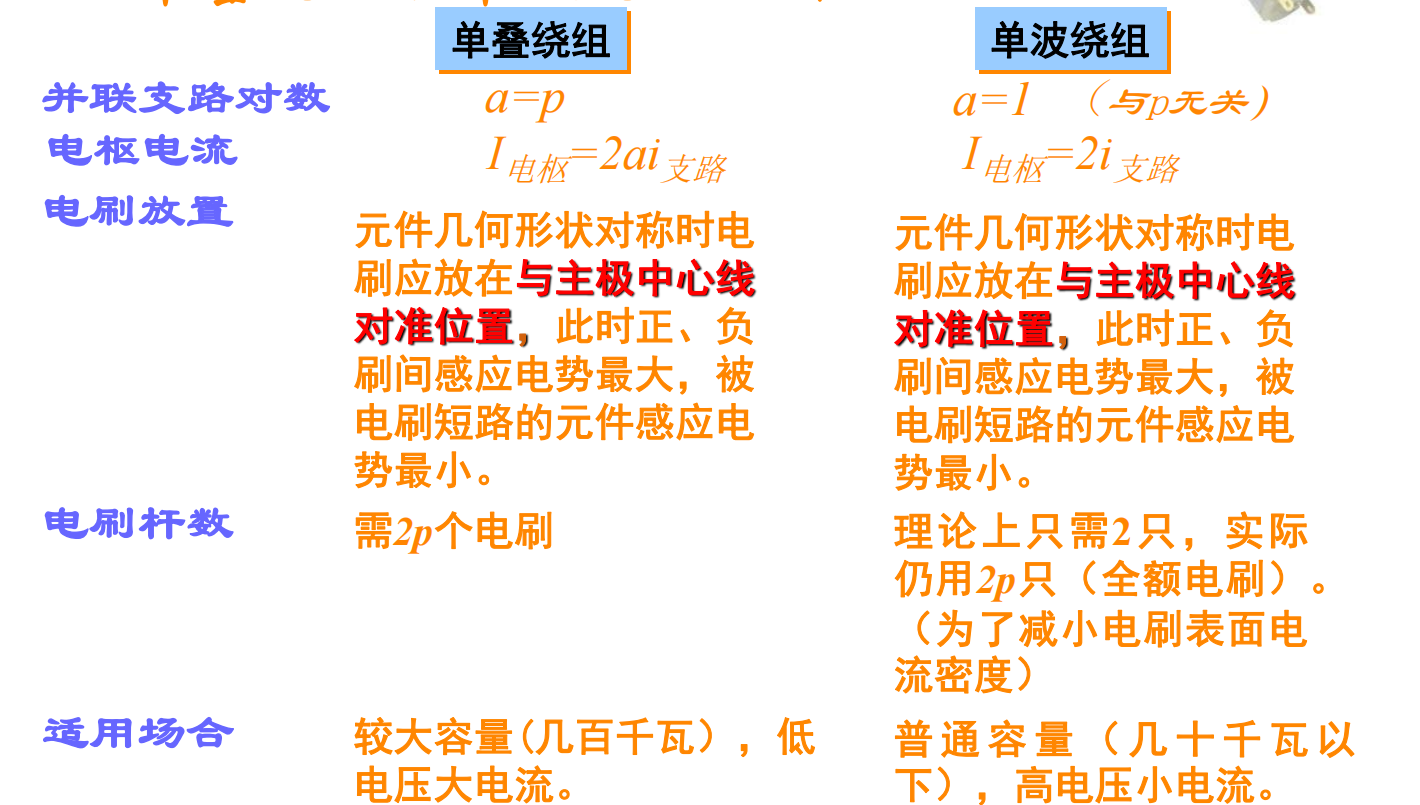 单叠绕组
单波绕组
并联支路对数
a=p
a=1 （与p无关）
电枢电流
I电枢=2ai支路
I电枢=2i支路
电刷放置
元件几何形状对称时电
刷应放在与主极中心线
对准位置，此时正、负
刷间感应电势最大，被
电刷短路的元件感应电
势最小。
元件几何形状对称时电
刷应放在与主极中心线
对准位置，此时正、负
刷间感应电势最大，被
电刷短路的元件感应电
势最小。
电刷杆数
需2p个电刷
理论上只需2只，实际
仍用2p只（全额电刷）。
（为了减小电刷表面电
流密度）
适用场合
较大容量(几百千瓦），低
电压大电流。
普通容量（几十千瓦以
下），高电压小电流。